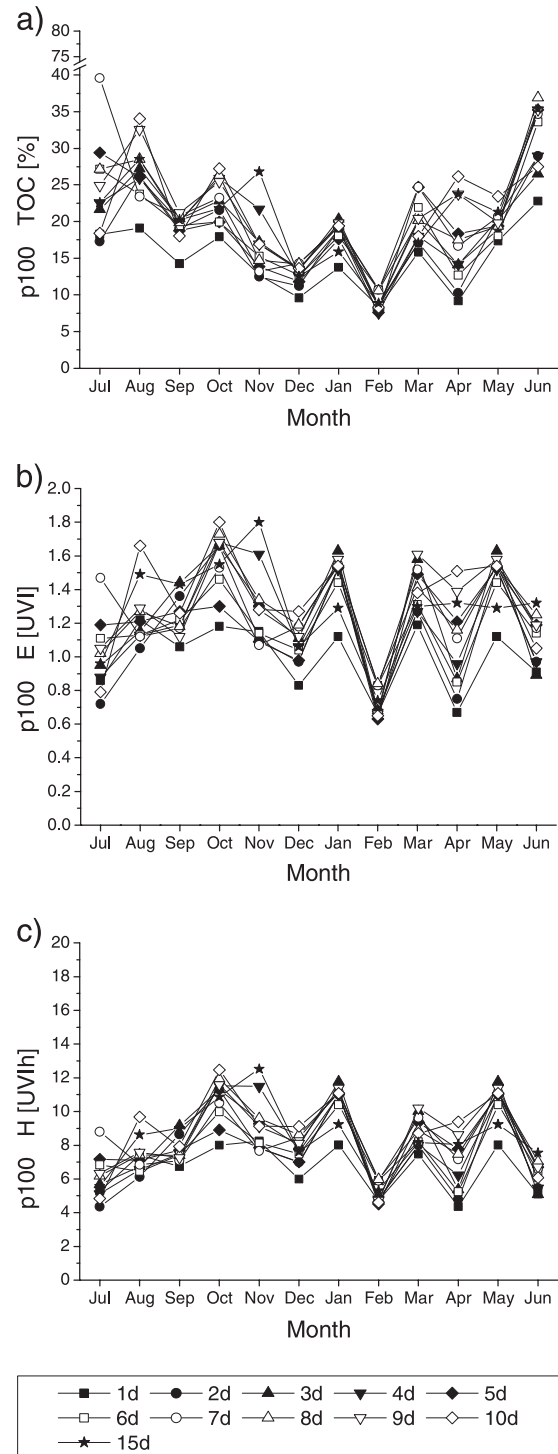 a)
80
75
40
35
30
25
20
15
10
5
0
p100 TOC [%]
Jul Aug Sep Oct Nov Dec Jan Feb Mar Apr May Jun
Month
b)
2.0
1.8
1.6
1.4
1.2
1.0
0.8
0.6
0.4
0.2
0.0
p100 E [UVI]
Jul Aug Sep Oct Nov Dec Jan Feb Mar Apr May Jun
Month
c)
20
18
16
14
12
10
8
6
4
2
0
p100 H [UVIh]
Jul Aug Sep Oct Nov Dec Jan Feb Mar Apr May Jun
Month
1d 2d 3d 4d 5d
6d 7d 8d 9d 10d
15d